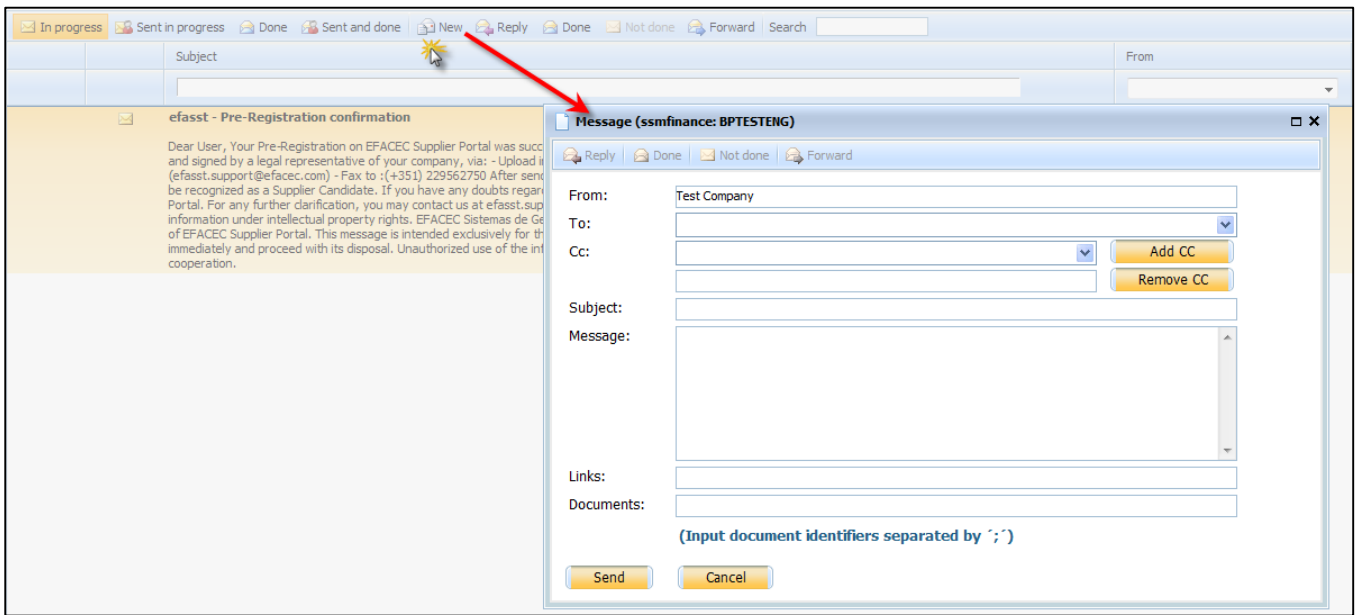 In progress Sent in progress Done Sent and done New Reply Done Not done Forward Search
Subject From
efasst - Pre-Registration confirmation
Dear User, Your Pre-Registration on EFACEC Supplier Portal was succ
and signed by a legal representative of your company, via: - Upload i
(efasst.support@efacec.com) - Fax to :(+351) 229562750 After send
be recognized as a Supplier Candidate. If you have any doubts regar
Portal. For any further clarification, you may contact us at efasst.sup
information under intellectual property rights. EFACEC Sistemas de Ge
of EFACEC Supplier Portal. This message is intended exclusively for th
immediately and proceed with its disposal. Unauthorized use of the inf
cooperation.
Message (ssmfinance: BPTESTENG)
Reply Done Not done Forward
From: Test Company
To:
Cc: Add CC
Remove CC
Subject:
Message:
Links:
Documents:
(Input document identifiers separated by ´;´)
Send Cancel